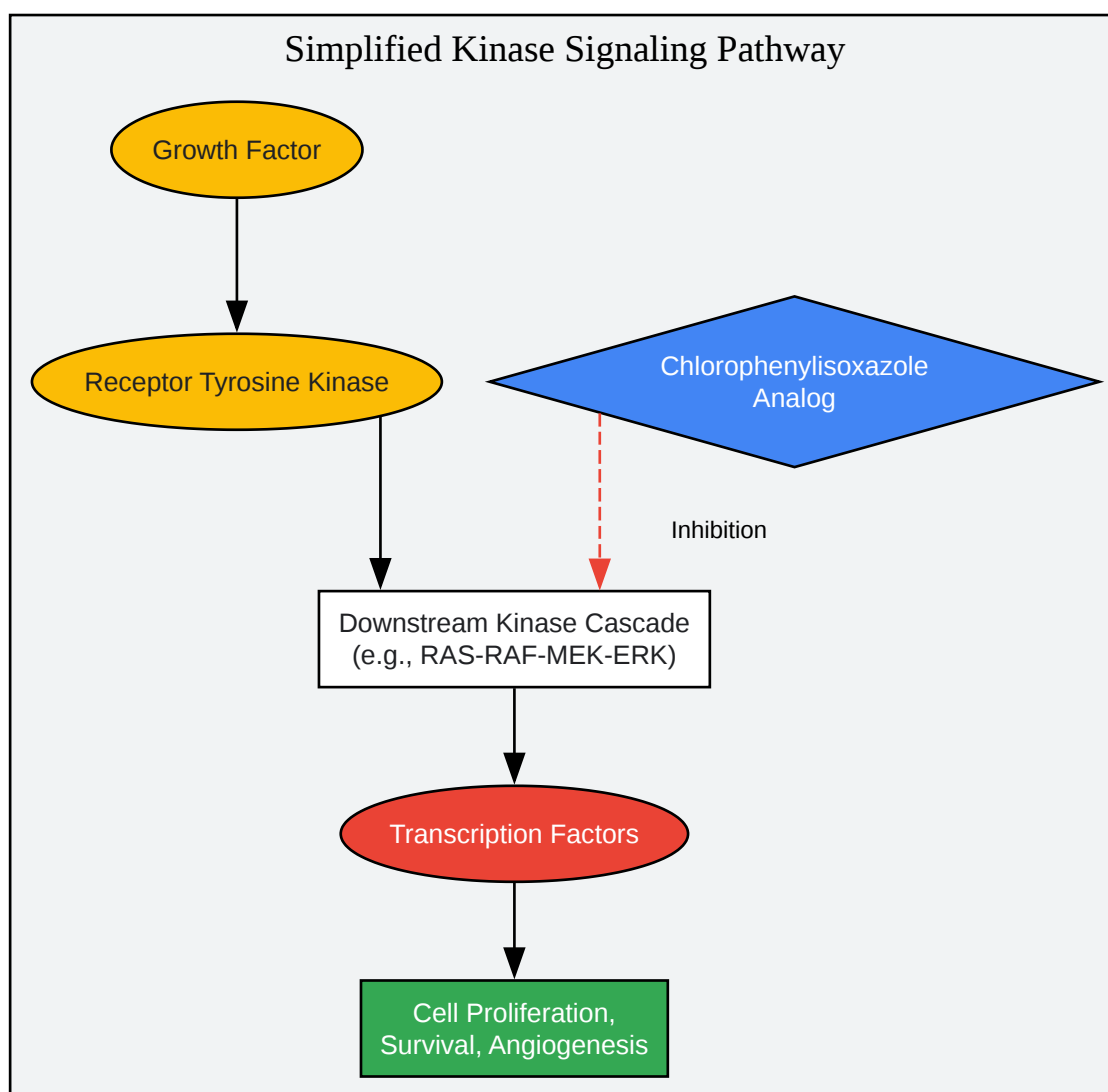 Simplified Kinase Signaling Pathway
Growth Factor
Receptor Tyrosine Kinase
Chlorophenylisoxazole
Analog
Inhibition
Downstream Kinase Cascade
(e.g., RAS-RAF-MEK-ERK)
Transcription Factors
Cell Proliferation,
Survival, Angiogenesis